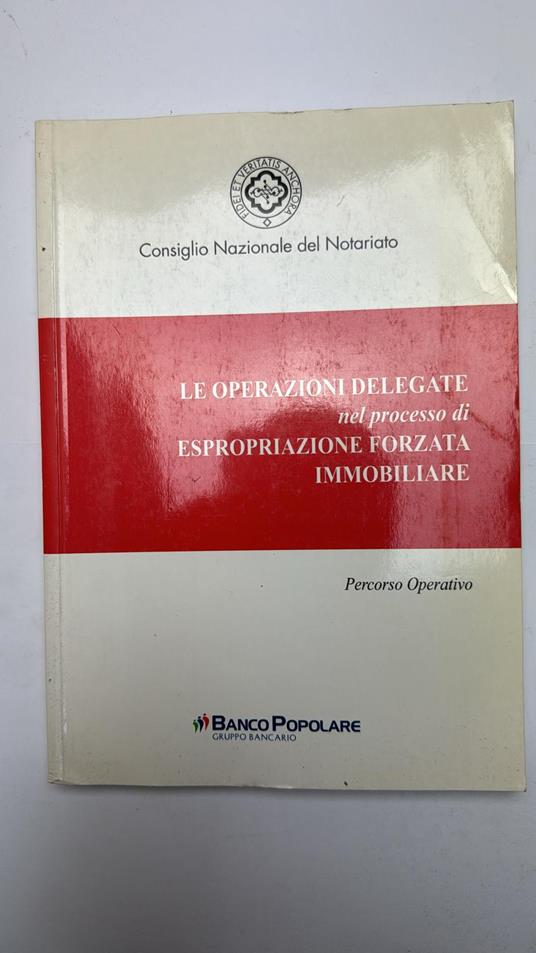 FIDEI ET VERITATIS ANCHORA
Consiglio Nazionale del Notariato
LE OPERAZIONI DELEGATE
nel processo di
ESPROPRIAZIONE FORZATA
IMMOBILIARE
Percorso Operativo
BANCO POPOLARE
GRUPPO BANCARIO